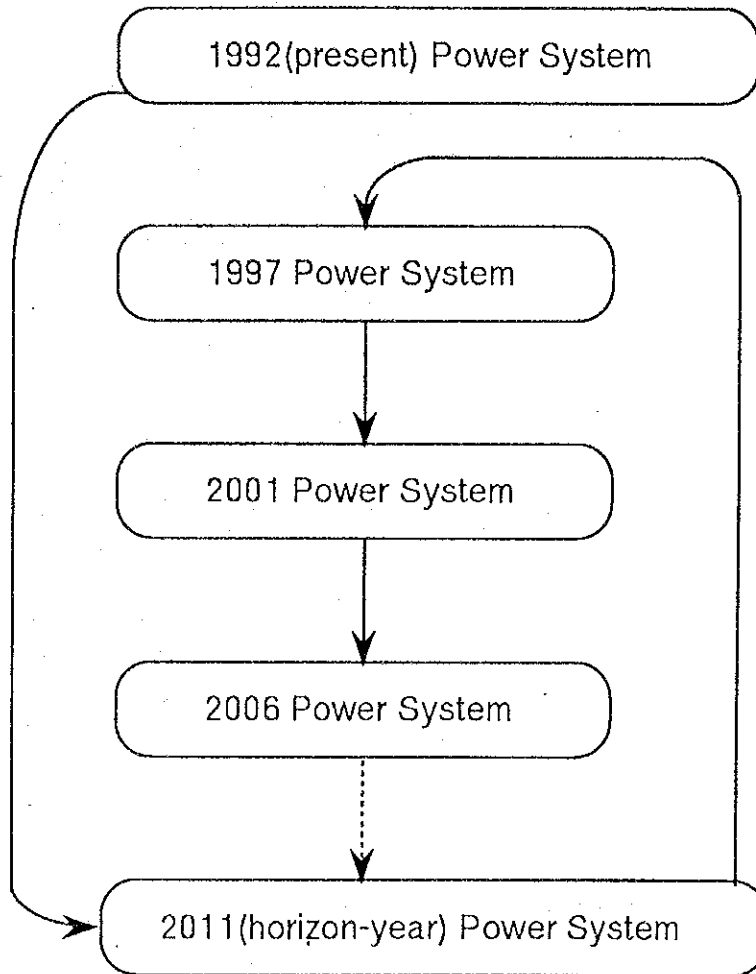 1992(present) Power System
1997 Power System
2001 Power System
2006 Power System
2011(horizon-year) Power System